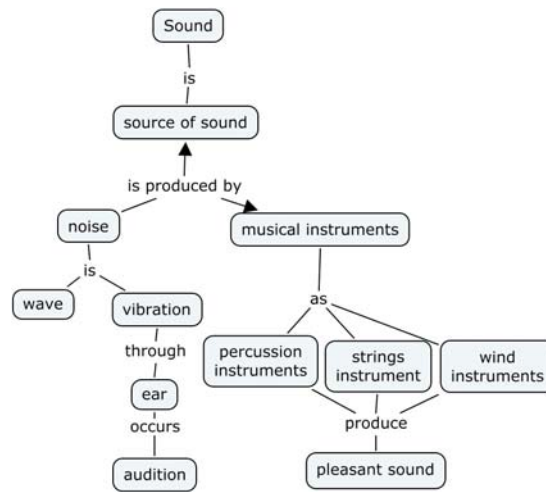 Sound
is
source of sound
is produced by
noise
musical instruments
is
wave
vibration
as
through
percussion
instruments
strings
instrument
wind
instruments
ear
occurs
produce
audition
pleasant sound